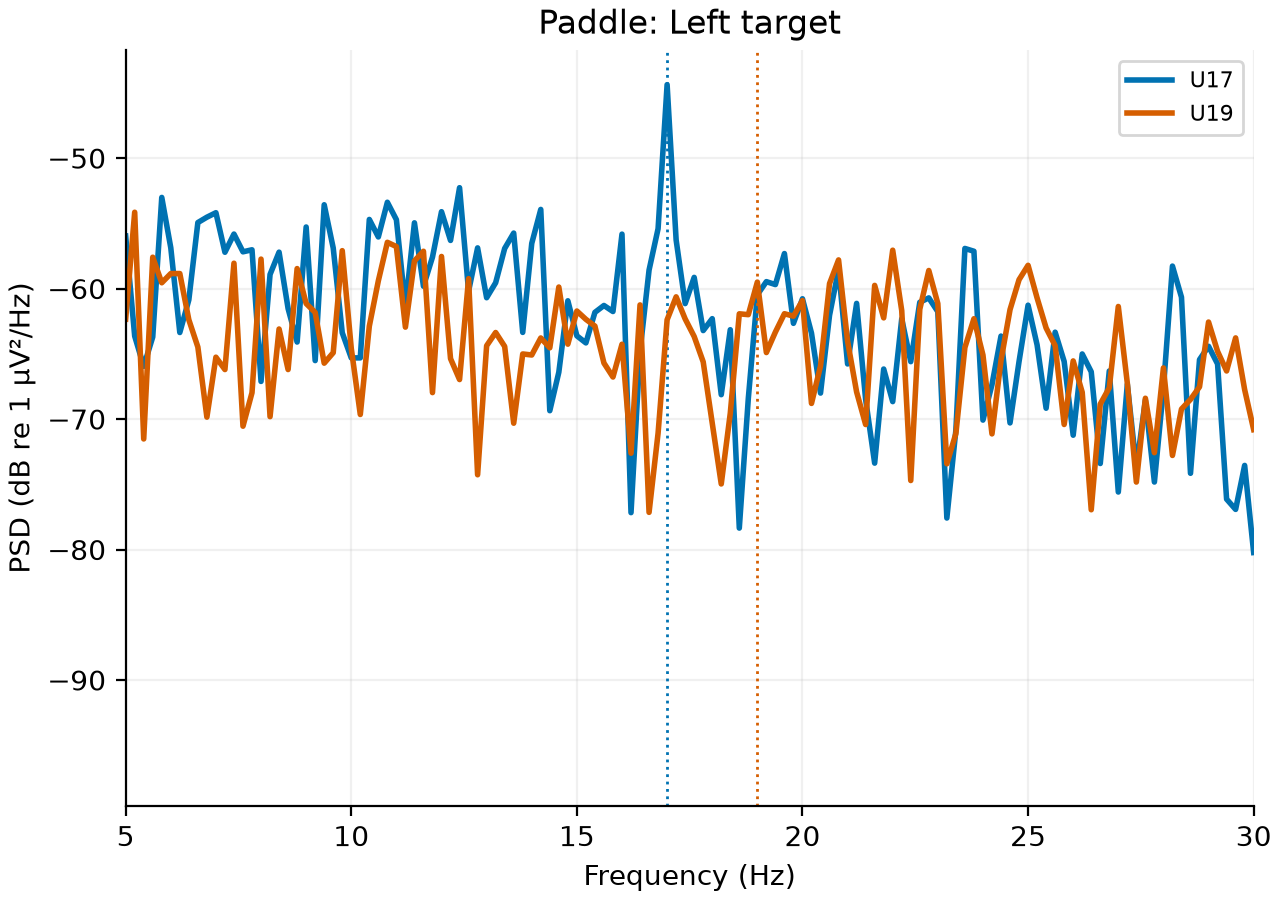 Paddle: Left target
U17
U19
PSD (dB re 1 µV²/Hz)
−50
−60
−70
−80
−90
5
10
15
20
25
30
Frequency (Hz)